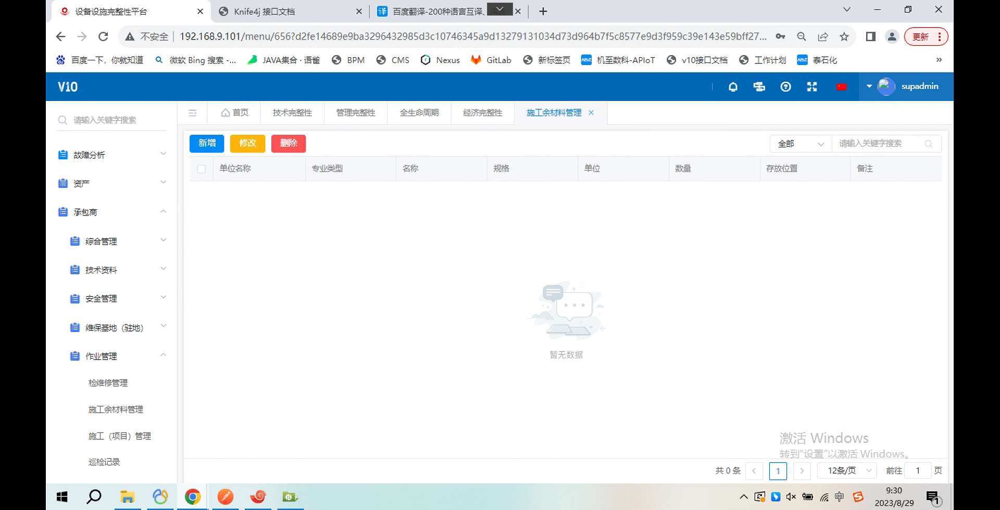 设备设施完整性平台
Knife4j 接口文档
百度翻译-200种语言互译、
不安全 192.168.9.101/menu/656?d2fe14689e9ba3296432985d3c10746345a9d13279131034d73d964b7f5c8577e9d3f959c39e143e59bff27...
更新
百度一下，你就知道 微软 Bing 搜索 -... JAVA集合 · 语雀 BPM CMS Nexus GitLab 新标签页 机至数科-APIoT v10接口文档 工作计划 泰石化 »
V10
supadmin
请输入关键字搜索
首页 技术完整性 管理完整性 全生命周期 经济完整性 施工余材料管理
新增 修改 删除
全部 请输入关键字搜索
单位名称 专业类型 名称 规格 单位 数量 存放位置 备注
故障分析
资产
承包商
综合管理
技术资料
安全管理
维保基地（驻地）
作业管理
检维修管理
施工余材料管理
施工（项目）管理
巡检记录
暂无数据
激活 Windows
转到“设置”以激活 Windows。
共 0 条 1 12条/页 前往 1 页
中
9:30
2023/8/29
1